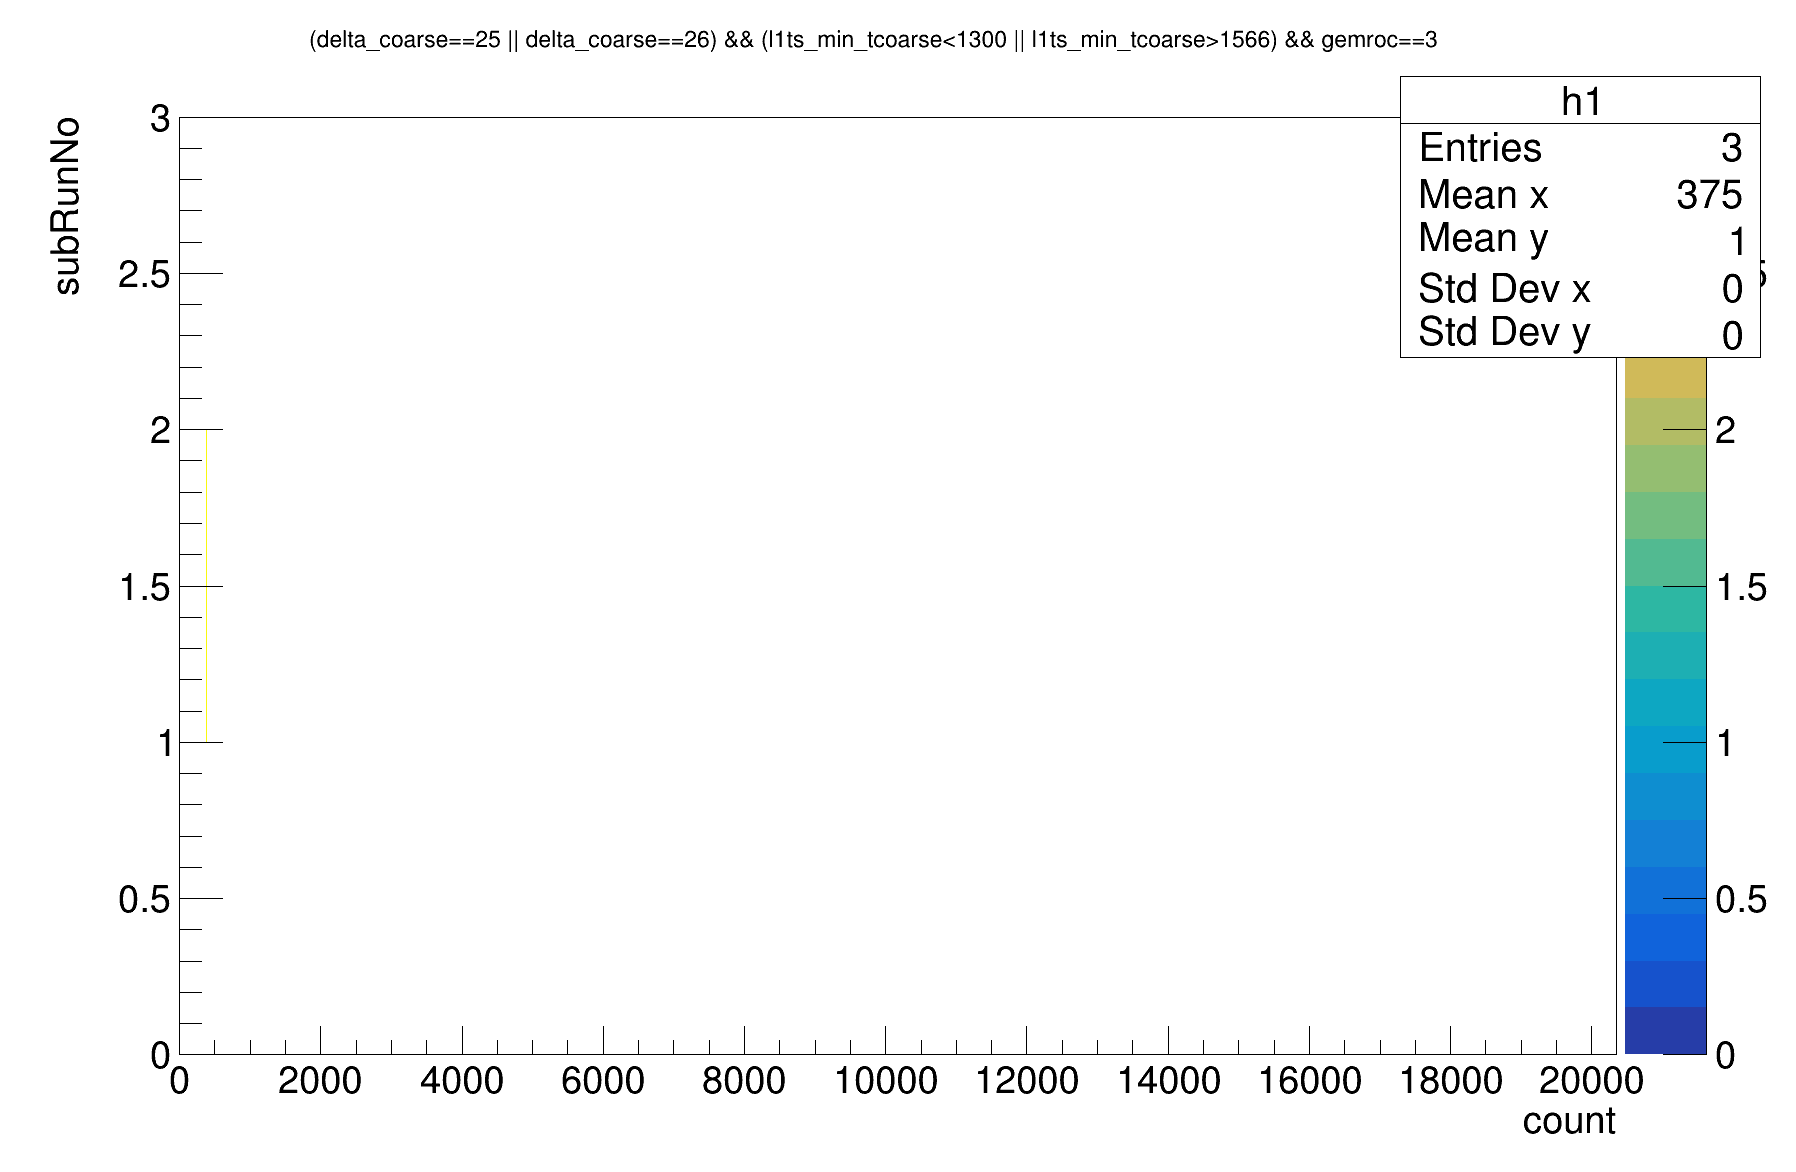 (delta_coarse==25 || delta_coarse==26) && (l1ts_min_tcoarse<1300 || l1ts_min_tcoarse>1566) && gemroc==3
h1
Entries 3
Mean x 375
Mean y 1
Std Dev x 0
Std Dev y 0
subRunNo
3
2.5
2
1.5
1
0.5
0
2
1.5
1
0.5
0
0 2000 4000 6000 8000 10000 12000 14000 16000 18000 20000
count